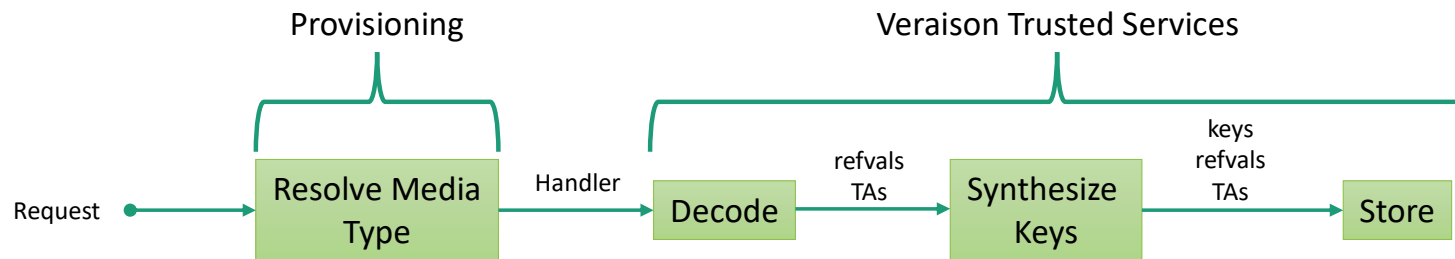 Provisioning
Veraison Trusted Services
Request
Resolve Media
Type
Handler
Decode
refvals
TAs
Synthesize
Keys
keys
refvals
TAs
Store